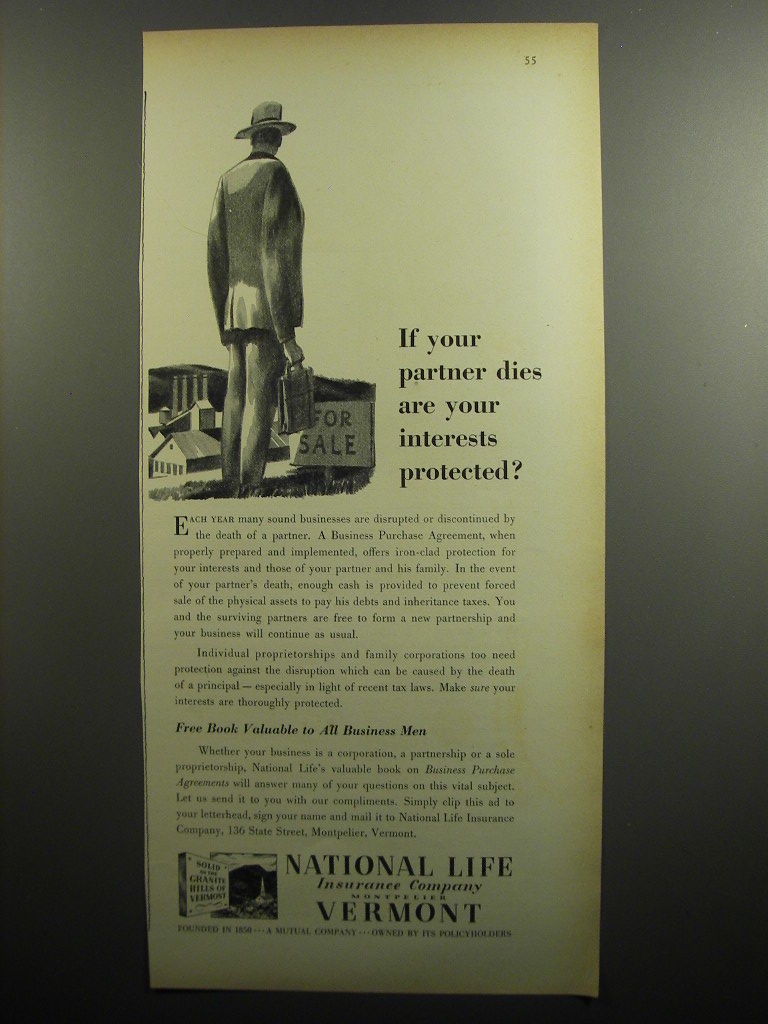 55
FOR
SALE
If your
partner dies
are your
interests
protected?
EACH YEAR many sound businesses are disrupted or discontinued by
the death of a partner. A Business Purchase Agreement, when
properly prepared and implemented, offers iron-clad protection for
your interests and those of your partner and his family. In the event
of your partner's death, enough cash is provided to prevent forced
sale of the physical assets to pay his debts and inheritance taxes. You
and the surviving partners are free to form a new partnership and
your business will continue as usual.
Individual proprietorships and family corporations too need
protection against the disruption which can be caused by the death
of a principal — especially in light of recent tax laws. Make sure your
interests are thoroughly protected.
Free Book Valuable to All Business Men
Whether your business is a corporation, a partnership or a sole
proprietorship, National Life's valuable book on Business Purchase
Agreements will answer many of your questions on this vital subject.
Let us send it to you with our compliments. Simply clip this ad to
your letterhead, sign your name and mail it to National Life Insurance
Company, 136 State Street, Montpelier, Vermont.
SOLID
AS THE
GRANITE
HILLS OF
VERMONT
NATIONAL LIFE
Insurance Company
MONTPELIER
VERMONT
FOUNDED IN 1850 · · · A MUTUAL COMPANY · · · OWNED BY ITS POLICYHOLDERS